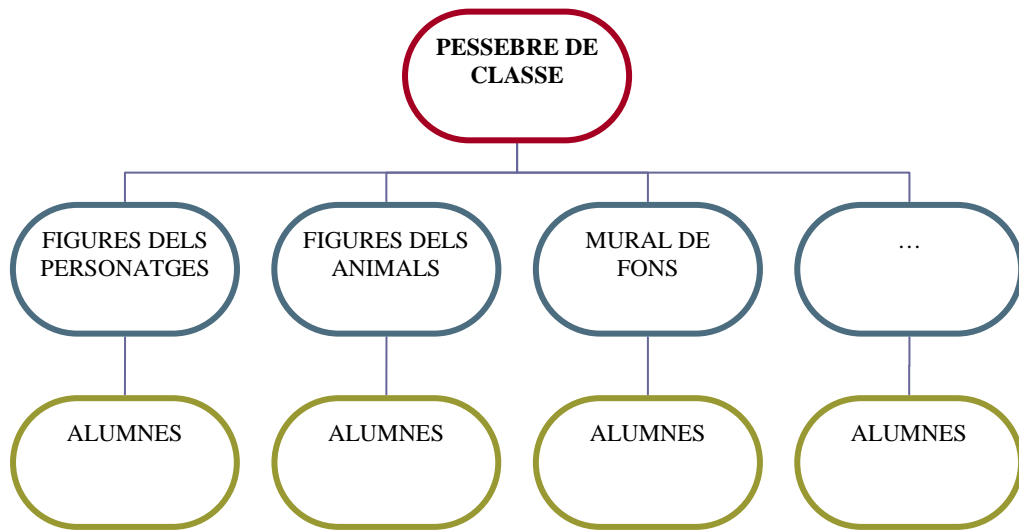 PESSEBRE DE
CLASSE
FIGURES DELS
PERSONATGES
FIGURES DELS
ANIMALS
MURAL DE
FONS
…
ALUMNES
ALUMNES
ALUMNES
ALUMNES